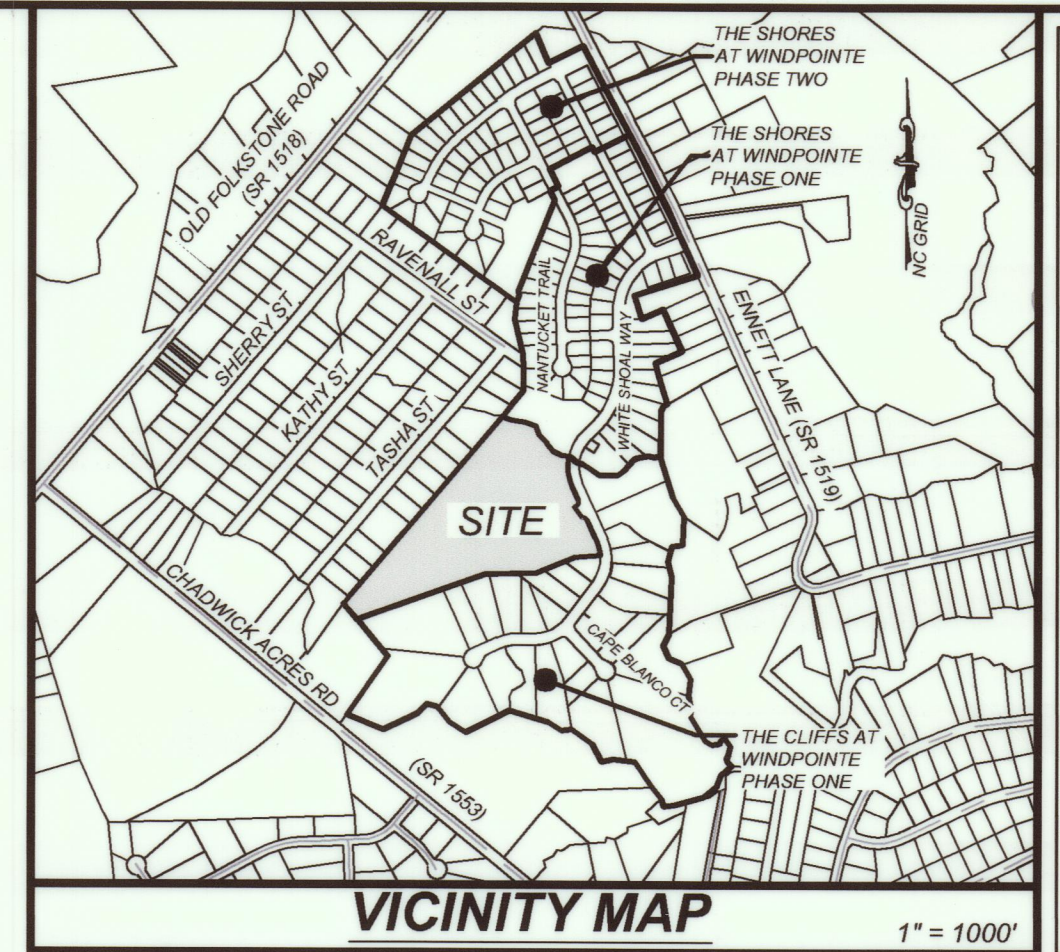 THE SHORES
AT WINDPOINTE
PHASE TWO
OLD FOLKSTONE ROAD
(SR 1518)
THE SHORES
AT WINDPOINTE
PHASE ONE
NC GRID
RAVENALL ST
SHERRY ST
KATHY ST
TASHA ST
NANTUCKET TRAIL
WHITE SHOAL WAY
ENNETT LANE (SR 1519)
SITE
CHADWICK ACRES RD
(SR 1553)
CAPE BLANCO CT
THE CLIFFS AT
WINDPOINTE
PHASE ONE
VICINITY MAP
1" = 1000'